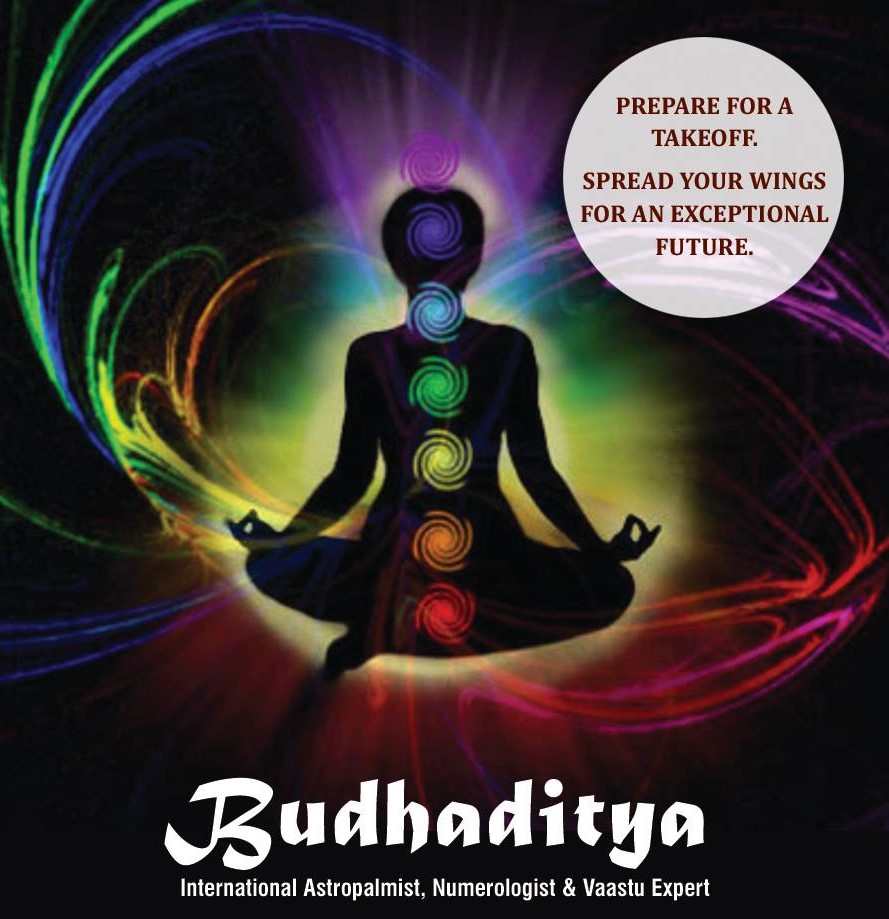 PREPARE FOR A
TAKEOFF.
SPREAD YOUR WINGS
FOR AN EXCEPTIONAL
FUTURE.
Budhaditya
International Astropalmist, Numerologist & Vaastu Expert